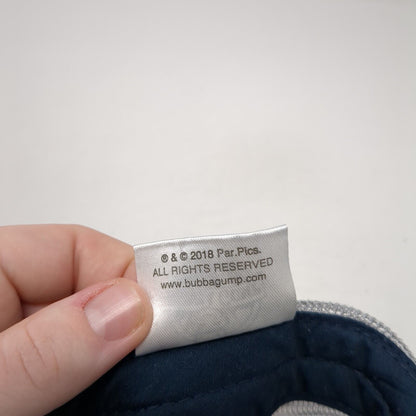 ® & © 2018 Par.Pics.
ALL RIGHTS RESERVED
www.bubbagump.com